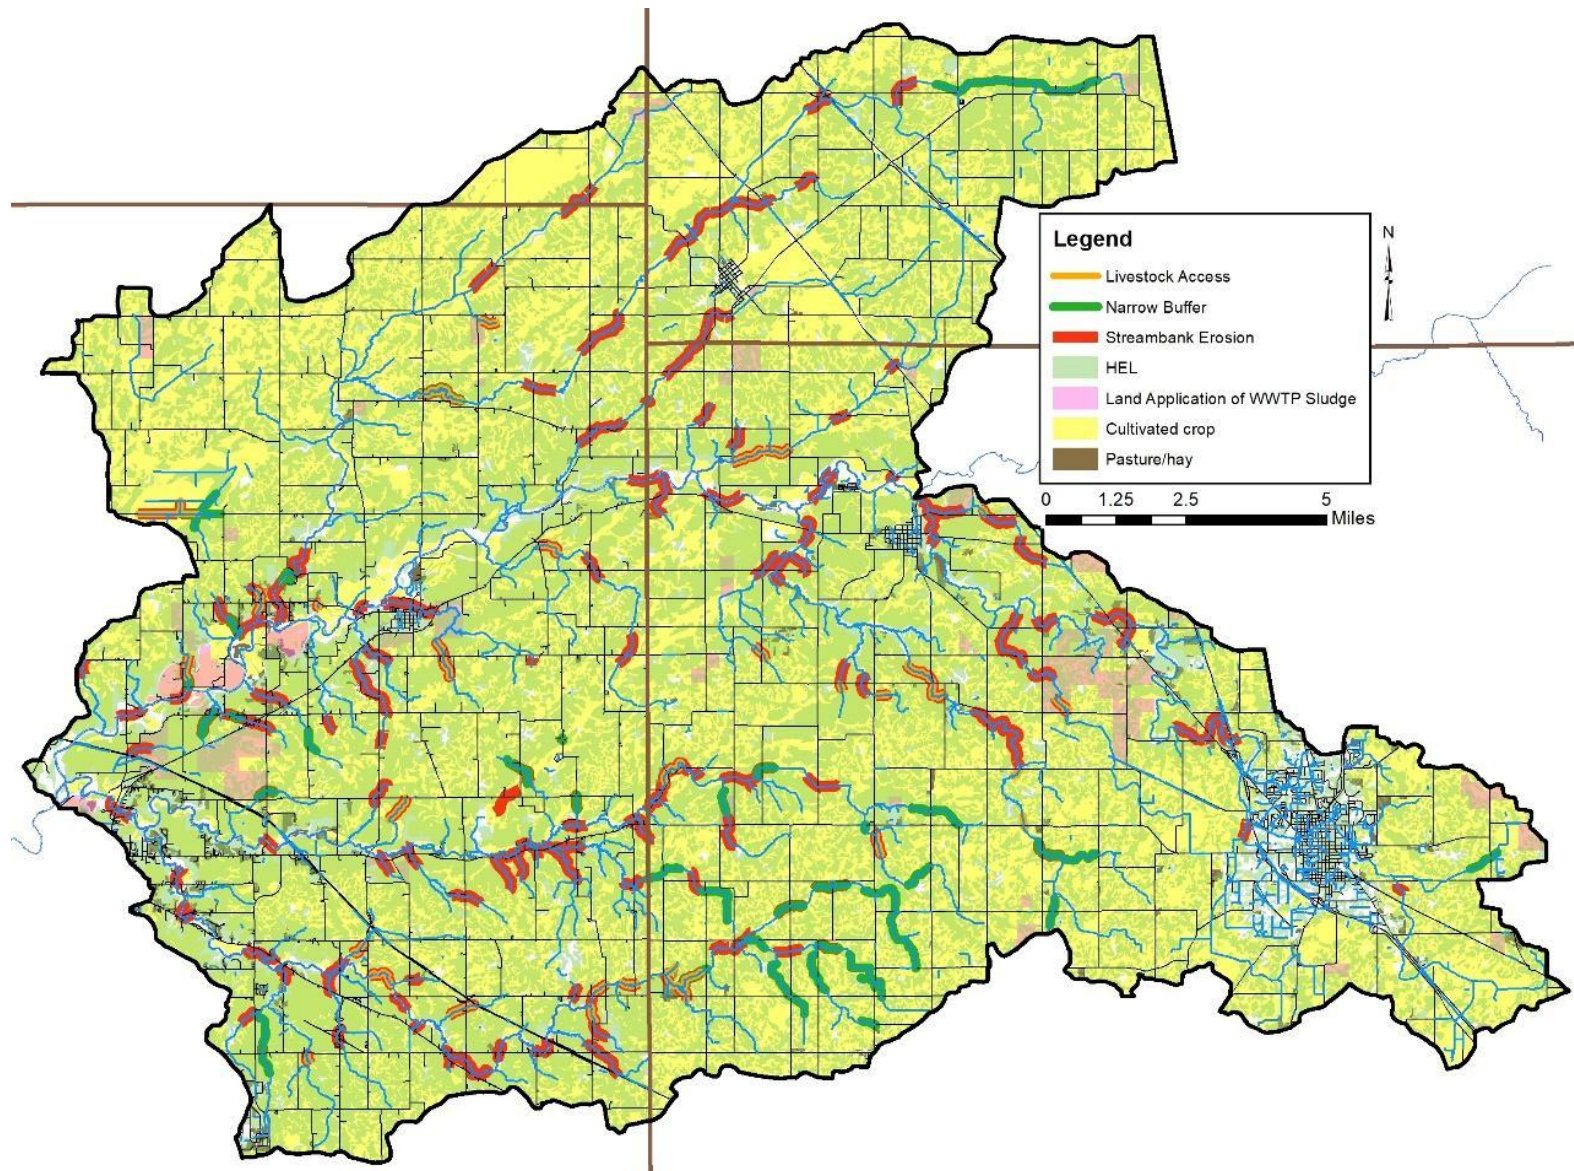 Legend
Livestock Access
Narrow Buffer
Streambank Erosion
HEL
Land Application of WWTP Sludge
Cultivated crop
Pasture/hay
N
0 1.25 2.5 5
Miles